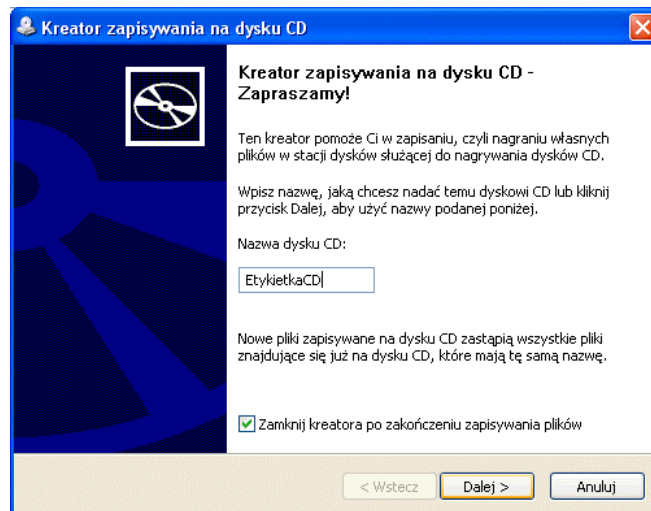 Kreator zapisywania na dysku CD
Kreator zapisywania na dysku CD -
Zapraszamy!
Ten kreator pomoże Ci w zapisaniu, czyli nagraniu własnych
plików w stacji dysków służącej do nagrywania dysków CD.
Wpisz nazwę, jaką chcesz nadać temu dyskowi CD lub kliknij
przycisk Dalej, aby użyć nazwy podanej poniżej.
Nazwa dysku CD:
EtykietkaCD
Nowe pliki zapisywane na dysku CD zastąpią wszystkie pliki
znajdujące się już na dysku CD, które mają tę samą nazwę.
Zamknij kreatora po zakończeniu zapisywania plików
< Wstecz
Dalej >
Anuluj